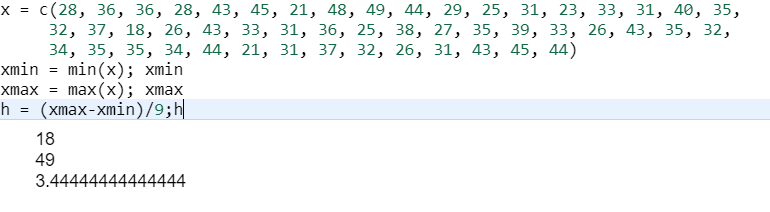 x = c(28, 36, 36, 28, 43, 45, 21, 48, 49, 44, 29, 25, 31, 23, 33, 31, 40, 35,
32, 37, 18, 26, 43, 33, 31, 36, 25, 38, 27, 35, 39, 33, 26, 43, 35, 32,
34, 35, 35, 34, 44, 21, 31, 37, 32, 26, 31, 43, 45, 44)
xmin = min(x); xmin
xmax = max(x); xmax
h = (xmax-xmin)/9;h
18
49
3.44444444444444